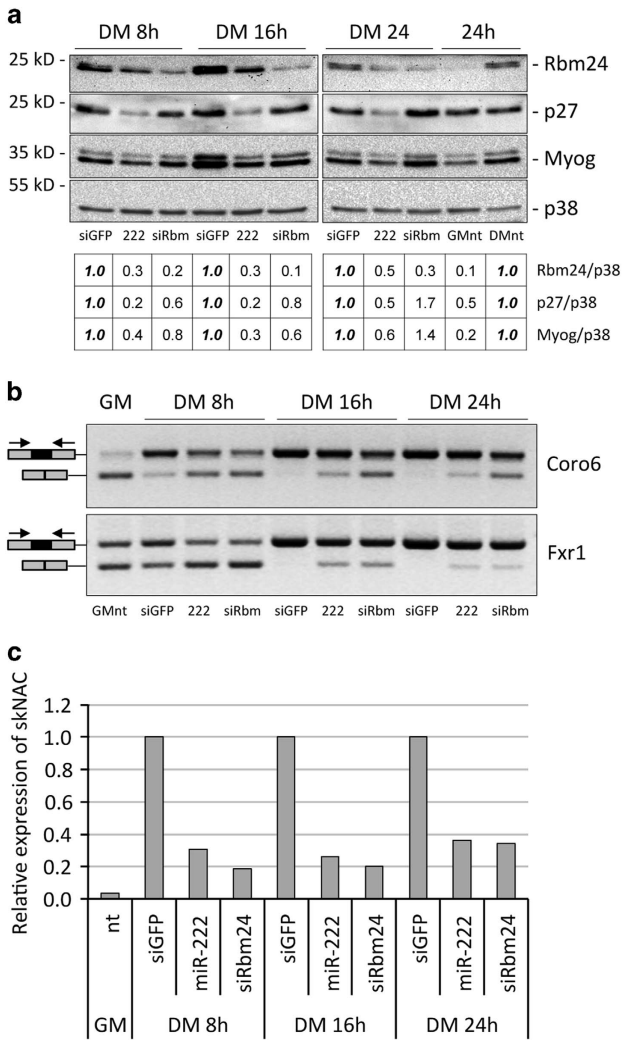 a
DM 8h DM 16h DM 24 24h
25 kD - - Rbm24
25 kD - - p27
35 kD - - Myog
55 kD - - p38
siGFP 222 siRbm siGFP 222 siRbm siGFP 222 siRbm GMnt DMnt
1.0 0.3 0.2 1.0 0.3 0.1 1.0 0.5 0.3 0.1 1.0 Rbm24/p38
1.0 0.2 0.6 1.0 0.2 0.8 1.0 0.5 1.7 0.5 1.0 p27/p38
1.0 0.4 0.8 1.0 0.3 0.6 1.0 0.6 1.4 0.2 1.0 Myog/p38
b
GM DM 8h DM 16h DM 24h
Coro6
Fxr1
GMnt siGFP 222 siRbm siGFP 222 siRbm siGFP 222 siRbm
c
Relative expression of skNAC
1.2
1.0
0.8
0.6
0.4
0.2
0.0
nt siGFP miR-222 siRbm24 siGFP miR-222 siRbm24 siGFP miR-222 siRbm24
GM DM 8h DM 16h DM 24h